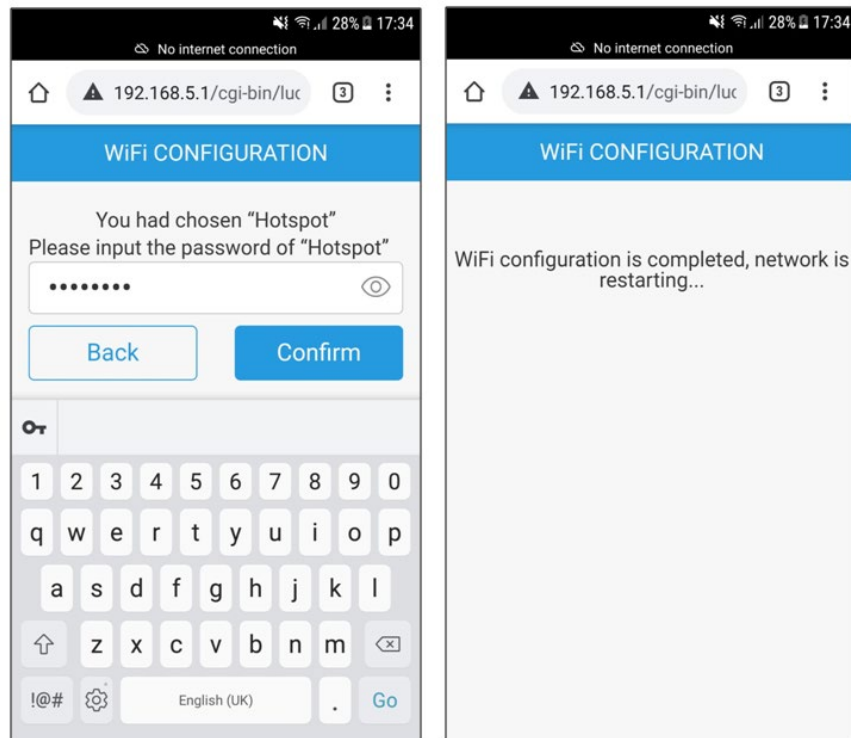 28% 17:34
No internet connection
192.168.5.1/cgi-bin/luc 3
WiFi CONFIGURATION
You had chosen “Hotspot”
Please input the password of “Hotspot”
••••••••
Back Confirm
1 2 3 4 5 6 7 8 9 0
q w e r t y u i o p
a s d f g h j k l
z x c v b n m
!@# English (UK) . Go
28% 17:34
No internet connection
192.168.5.1/cgi-bin/luc 3
WiFi CONFIGURATION
WiFi configuration is completed, network is
restarting...